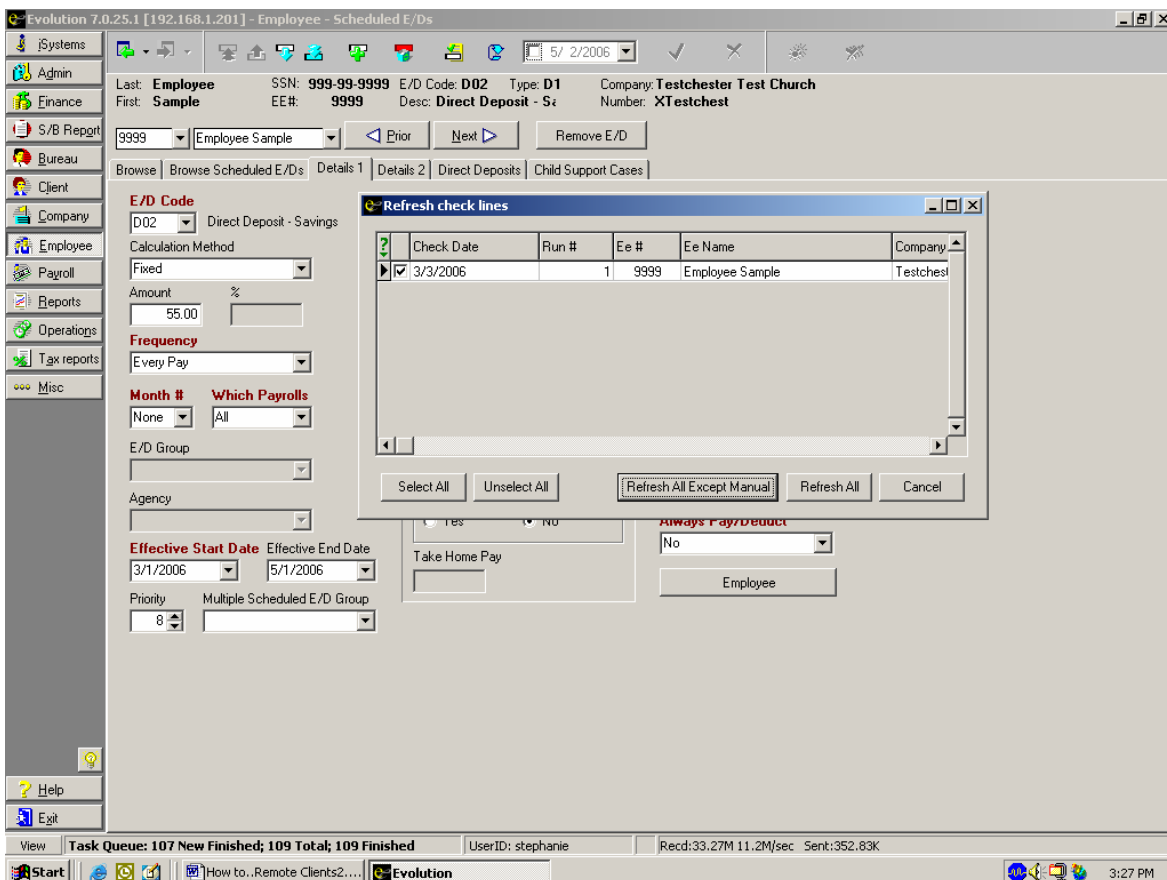 Evolution 7.0.25.1 [192.168.1.201] - Employee - Scheduled E/Ds
iSystems
Admin
Finance
S/B Report
Bureau
Client
Company
Employee
Payroll
Reports
Operations
Tax reports
Misc
Help
Exit
5/ 2/2006
Last: Employee SSN: 999-99-9999 E/D Code: D02 Type: D1 Company: Testchester Test Church
First: Sample EE#: 9999 Desc: Direct Deposit - Sa Number: XTestchest
9999 Employee Sample Prior Next Remove E/D
Browse Browse Scheduled E/Ds Details 1 Details 2 Direct Deposits Child Support Cases
E/D Code
D02 Direct Deposit - Savings
Calculation Method
Fixed
Amount %
55.00
Frequency
Every Pay
Month # Which Payrolls
None All
E/D Group
Agency
Effective Start Date Effective End Date
3/1/2006 5/1/2006
Priority Multiple Scheduled E/D Group
8
Refresh check lines
? Check Date Run # Ee # Ee Name Company
3/3/2006 1 9999 Employee Sample Testchest
Select All Unselect All Refresh All Except Manual Refresh All Cancel
Yes No
Take Home Pay
Always Pay/Deduct
No
Employee
View Task Queue: 107 New Finished; 109 Total; 109 Finished UserID: stephanie Recd:33.27M 11.2M/sec Sent:352.83K
Start How to..Remote Clients2.... Evolution 3:27 PM